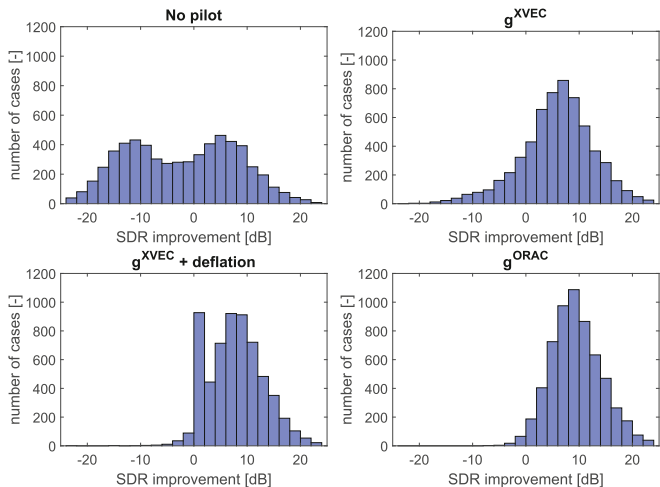 No pilot
1200
1000
800
600
400
200
0
number of cases [-]
-20 -10 0 10 20
SDR improvement [dB]
g^XVEC
1200
1000
800
600
400
200
0
number of cases [-]
-20 -10 0 10 20
SDR improvement [dB]
g^XVEC + deflation
1200
1000
800
600
400
200
0
number of cases [-]
-20 -10 0 10 20
SDR improvement [dB]
g^ORAC
1200
1000
800
600
400
200
0
number of cases [-]
-20 -10 0 10 20
SDR improvement [dB]